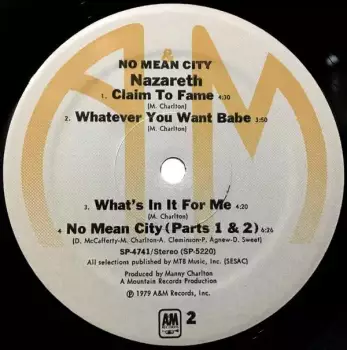 NO MEAN CITY
Nazareth
1. Claim To Fame 4:30
(M. Charlton)
2. Whatever You Want Babe 3:50
(M. Charlton)
3. What's In It For Me 4:20
(M. Charlton)
4 No Mean City (Parts 1 & 2) 6:26
(D. McCafferty-M. Charlton-A. Cleminson-P. Agnew-D. Sweet)
SP-4741/Stereo (SP-5220)
All selections published by MTB Music, Inc. (SESAC)
Produced by Manny Charlton
A Mountain Records Production
℗ 1979 A&M Records, Inc.
A&M
2